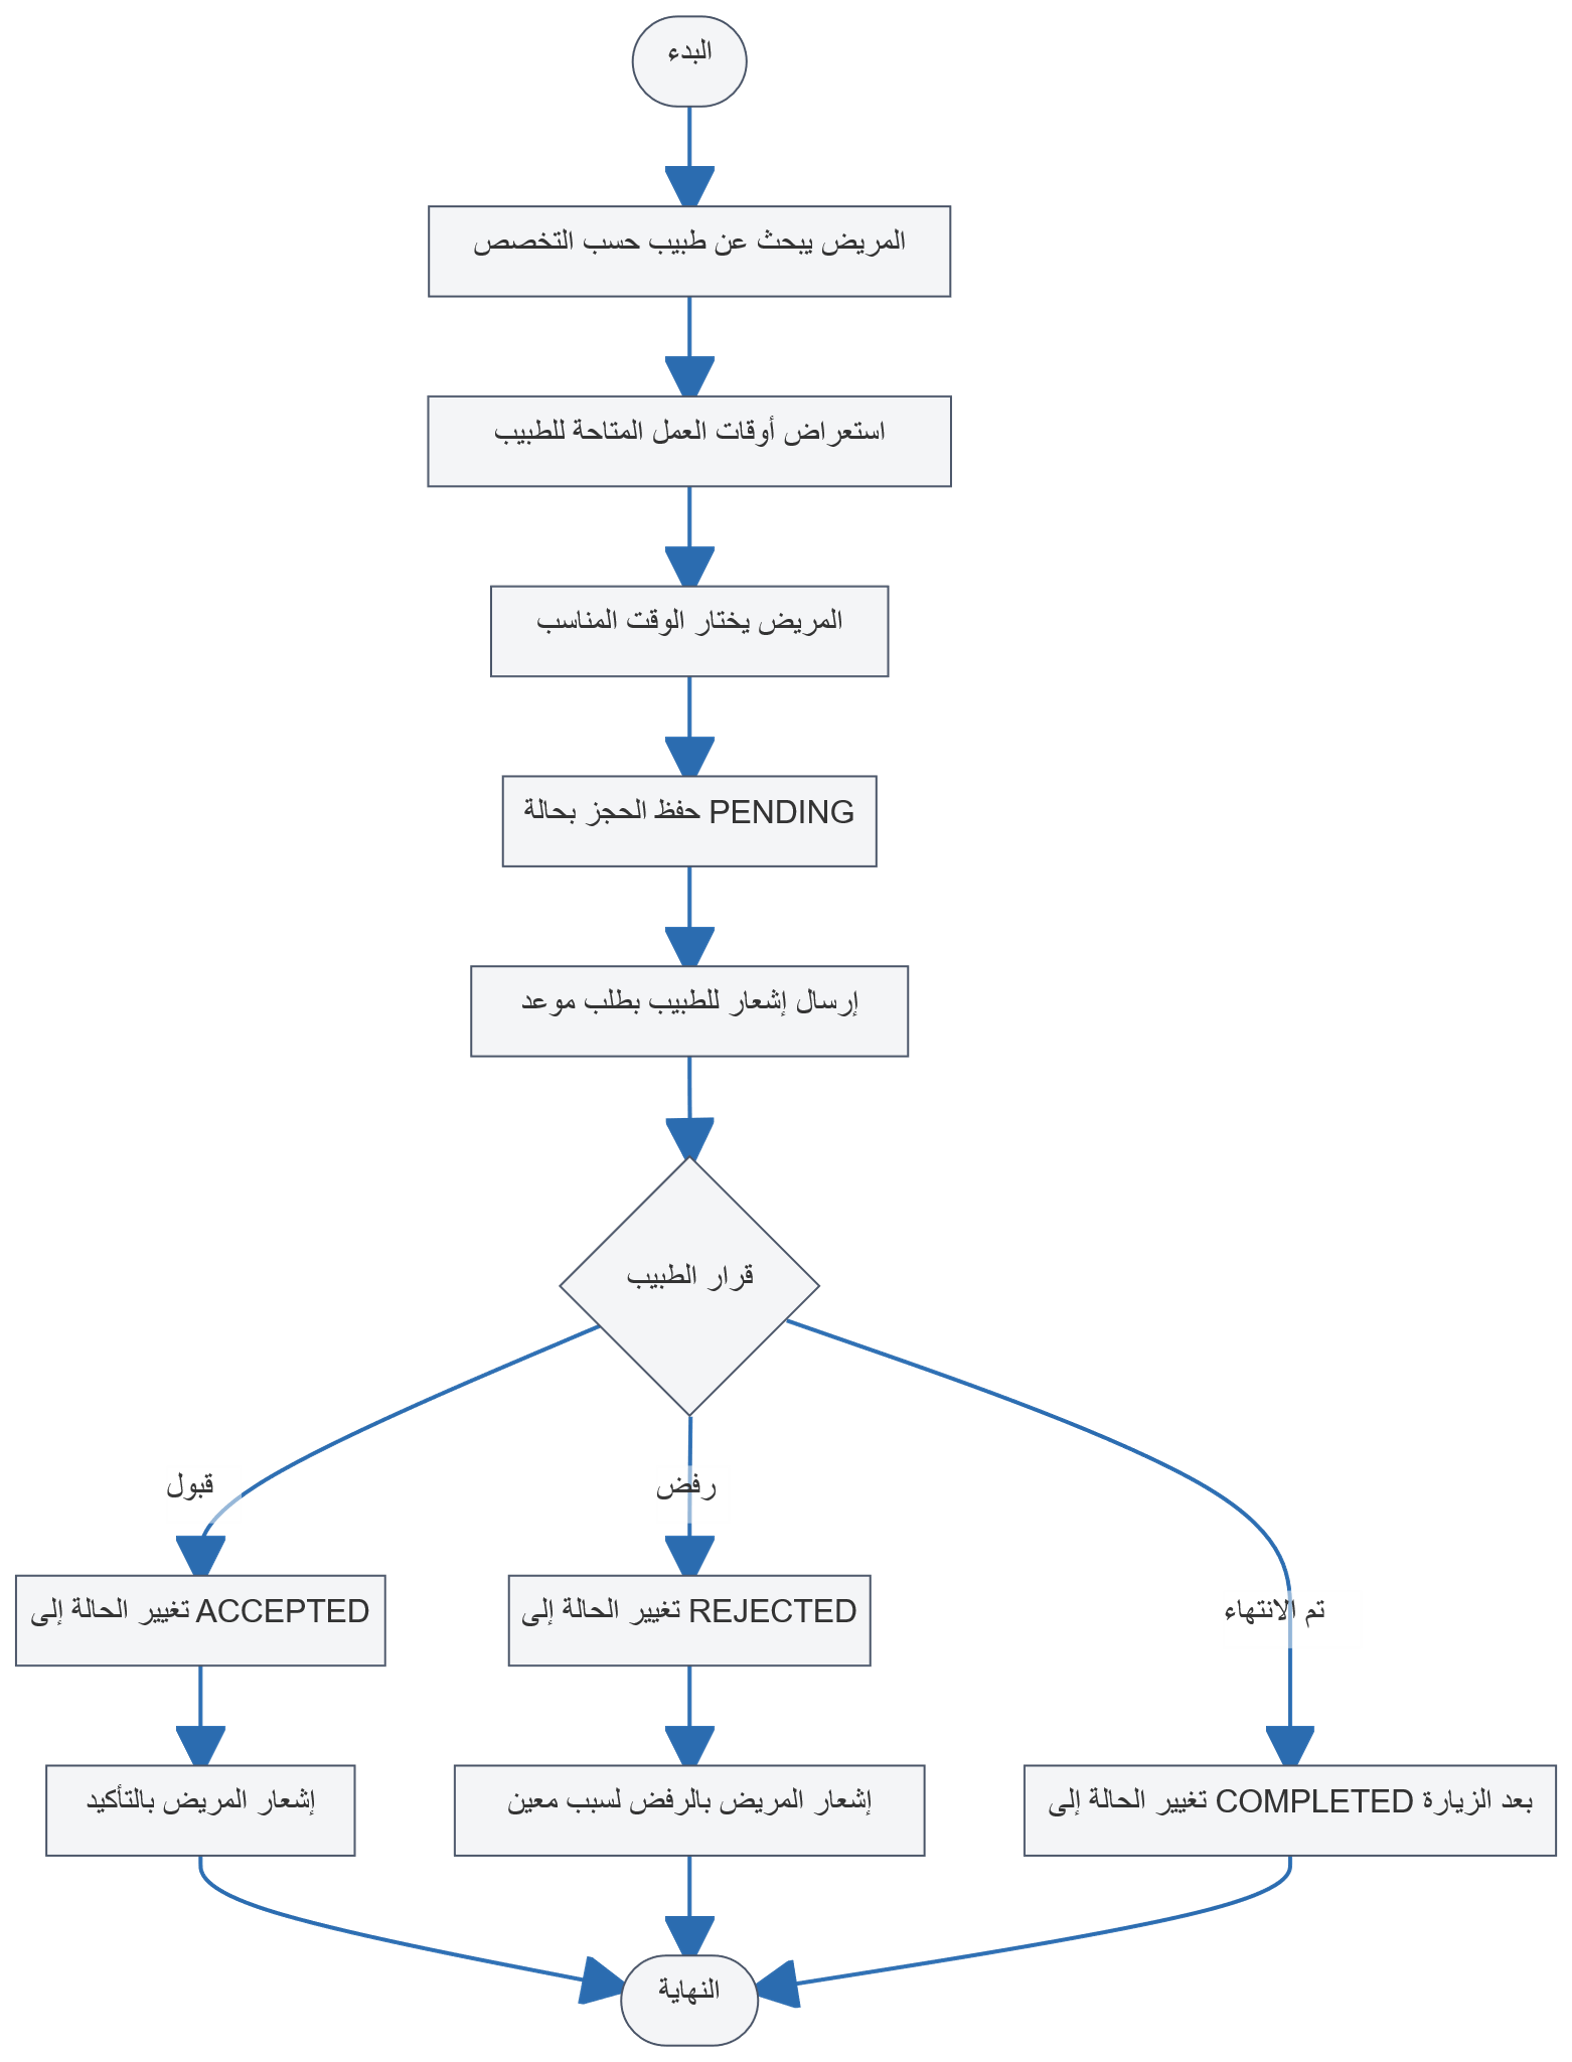 البدء
المريض يبحث عن طبيب حسب التخصص
استعراض أوقات العمل المتاحة للطبيب
المريض يختار الوقت المناسب
حفظ الحجز بحالة PENDING
إرسال إشعار للطبيب بطلب موعد
قرار الطبيب
قبول
رفض
تم الانتهاء
تغيير الحالة إلى ACCEPTED
تغيير الحالة إلى REJECTED
إشعار المريض بالتأكيد
إشعار المريض بالرفض لسبب معين
تغيير الحالة إلى COMPLETED بعد الزيارة
النهاية